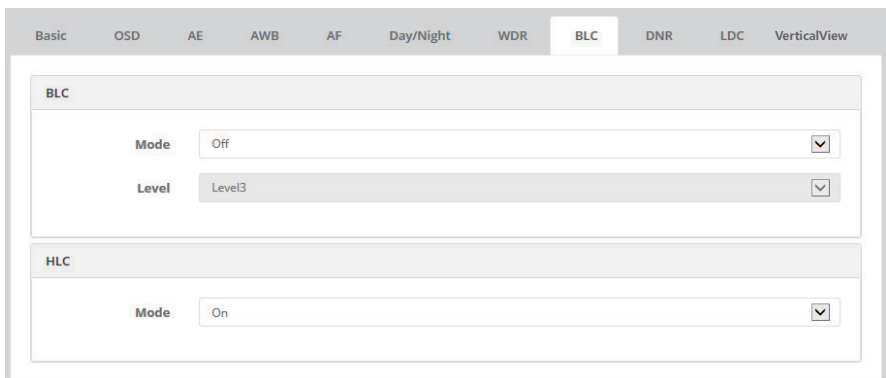 Basic OSD AE AWB AF Day/Night WDR BLC DNR LDC VerticalView
BLC
Mode Off
Level Level3
HLC
Mode On